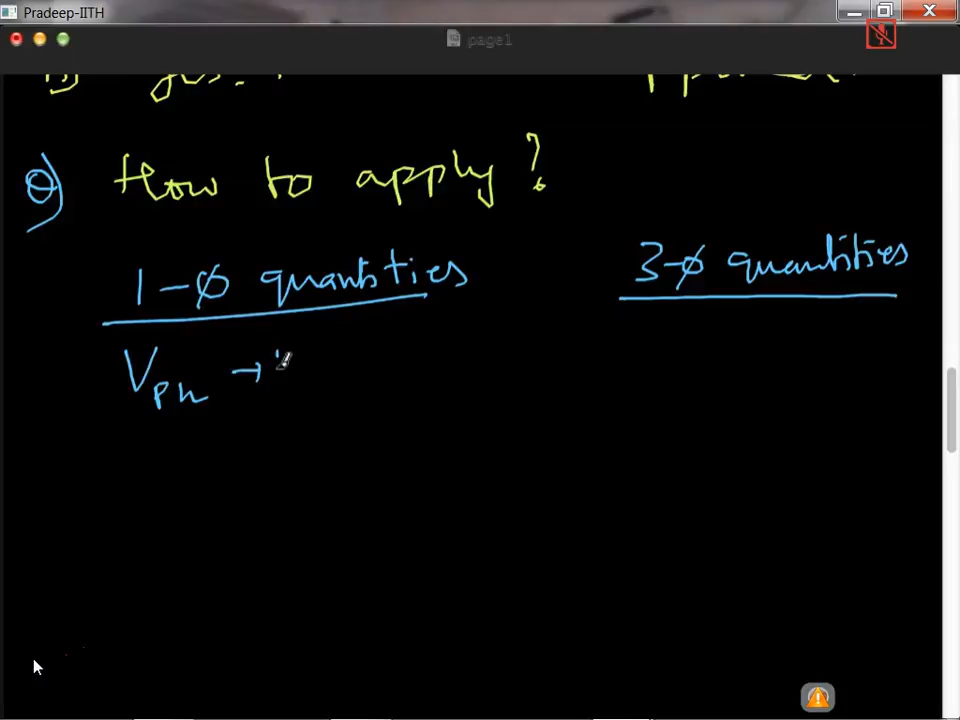 Pradeep-IITH
page1
Q) How to apply?
1-φ quantities
3-φ quantities
Vph →